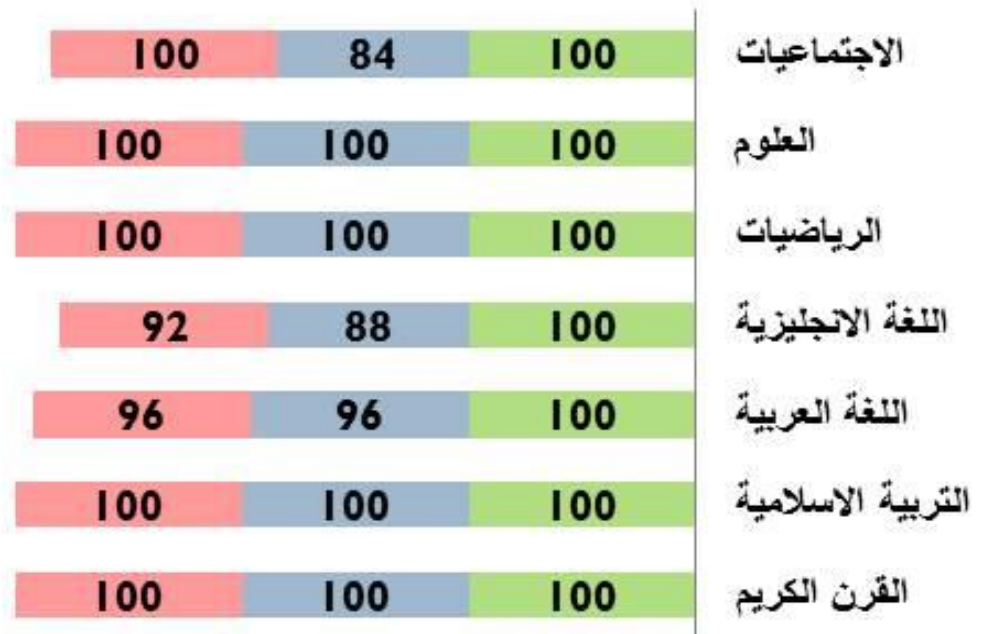 الاجتماعيات 100 84 100
العلوم 100 100 100
الرياضيات 100 100 100
اللغة الانجليزية 100 88 92
اللغة العربية 100 96 96
التربية الاسلامية 100 100 100
القرن الكريم 100 100 100